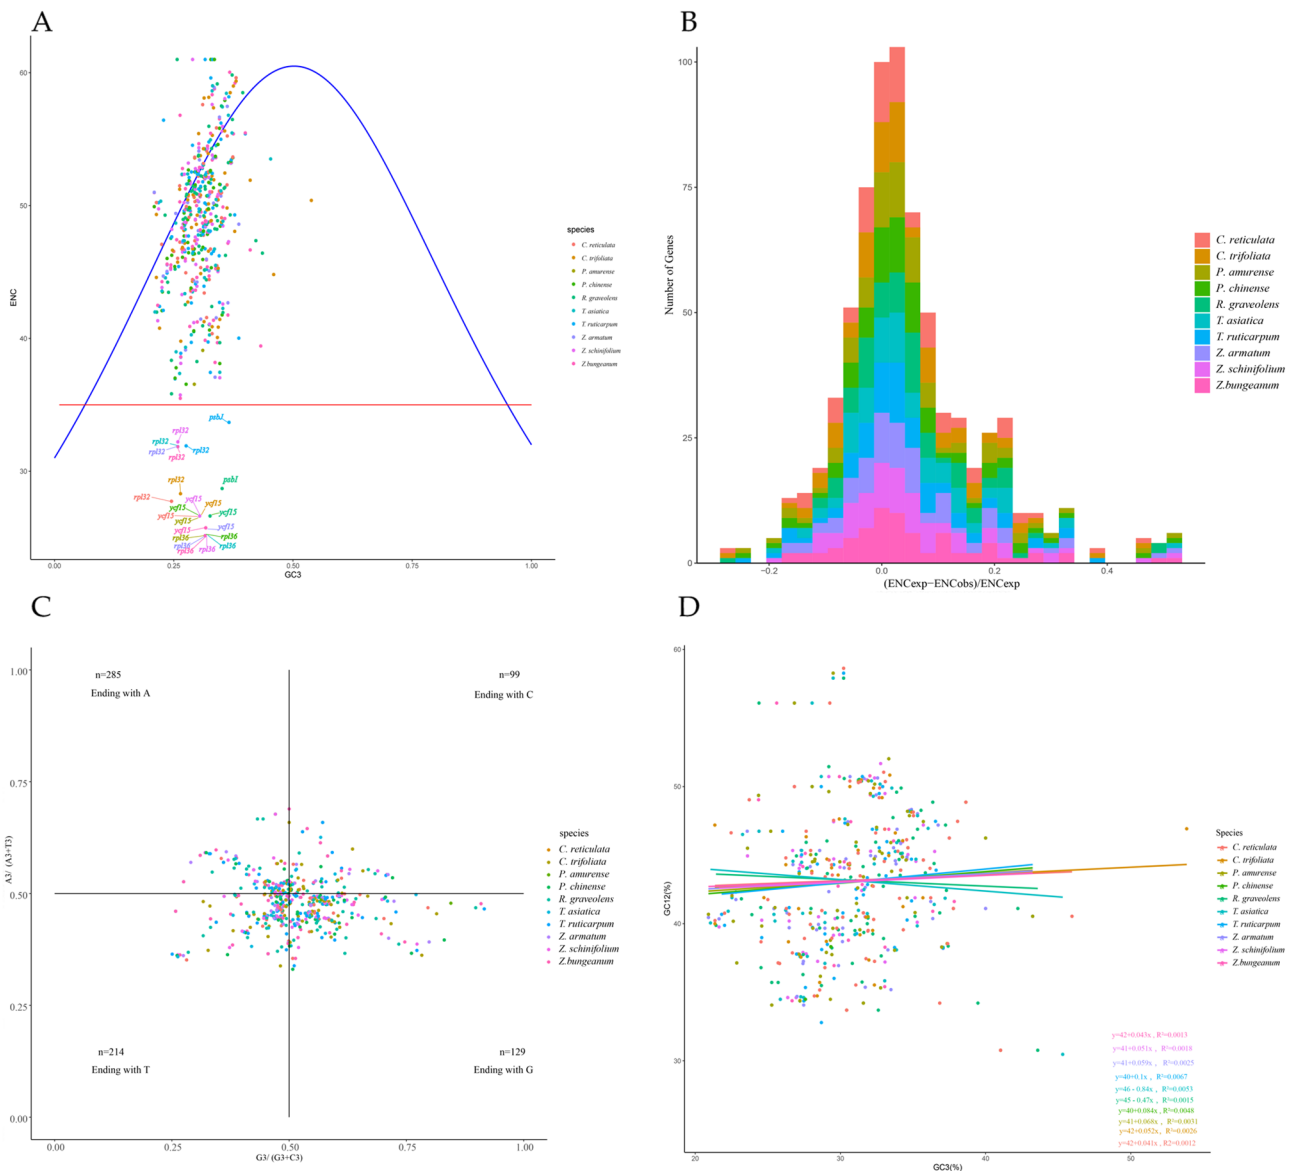 A
60
50
40
30
ENC
0.00
0.25
0.50
0.75
1.00
GC3
psbI
rpl32
rpl32
rpl32
rpl32
rpl32
rpl32
psbI
rpl32
ycf15
ycf15
ycf15
ycf15
ycf15
ycf15
ycf15
ycf15
rpl36
rpl36
rpl36
rpl36
rpl36
rpl36
species
C. reticulata
C. trifoliata
P. amurense
P. chinense
R. graveolens
T. asiatica
T. ruticarpum
Z. armatum
Z. schinifolium
Z.bungeanum
B
100
75
50
25
0
Number of Genes
−0.2
0.0
0.2
0.4
(ENCexp−ENCobs)/ENCexp
C. reticulata
C. trifoliata
P. amurense
P. chinense
R. graveolens
T. asiatica
T. ruticarpum
Z. armatum
Z. schinifolium
Z.bungeanum
C
1.00
0.75
0.50
0.25
0.00
A3/ (A3+T3)
n=285
Ending with A
n=99
Ending with C
n=214
Ending with T
n=129
Ending with G
0.00
0.25
0.50
0.75
1.00
G3/ (G3+C3)
species
C. reticulata
C. trifoliata
P. amurense
P. chinense
R. graveolens
T. asiatica
T. ruticarpum
Z. armatum
Z. schinifolium
Z.bungeanum
D
60
50
40
30
GC12(%)
20
30
40
50
GC3(%)
Species
C. reticulata
C. trifoliata
P. amurense
P. chinense
R. graveolens
T. asiatica
T. ruticarpum
Z. armatum
Z. schinifolium
Z.bungeanum
y=42+0.043x , R²=0.0013
y=41+0.051x , R²=0.0018
y=41+0.059x , R²=0.0025
y=40+0.1x , R²=0.0067
y=46 - 0.84x , R²=0.0053
y=45 - 0.47x , R²=0.0015
y=40+0.084x , R²=0.0048
y=41+0.068x , R²=0.0031
y=42+0.052x , R²=0.0026
y=42+0.041x , R2=0.0012